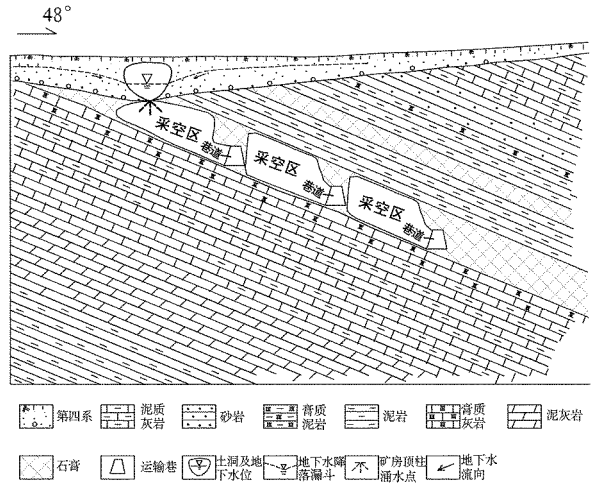 48°
采空区
巷道
采空区
巷道
采空区
巷道
第四系
泥质
灰岩
砂岩
膏质
泥岩
泥岩
膏质
灰岩
泥灰岩
石膏
运输巷
土洞及地
下水位
地下水降
落漏斗
矿房顶柱
涌水点
地下水
流向